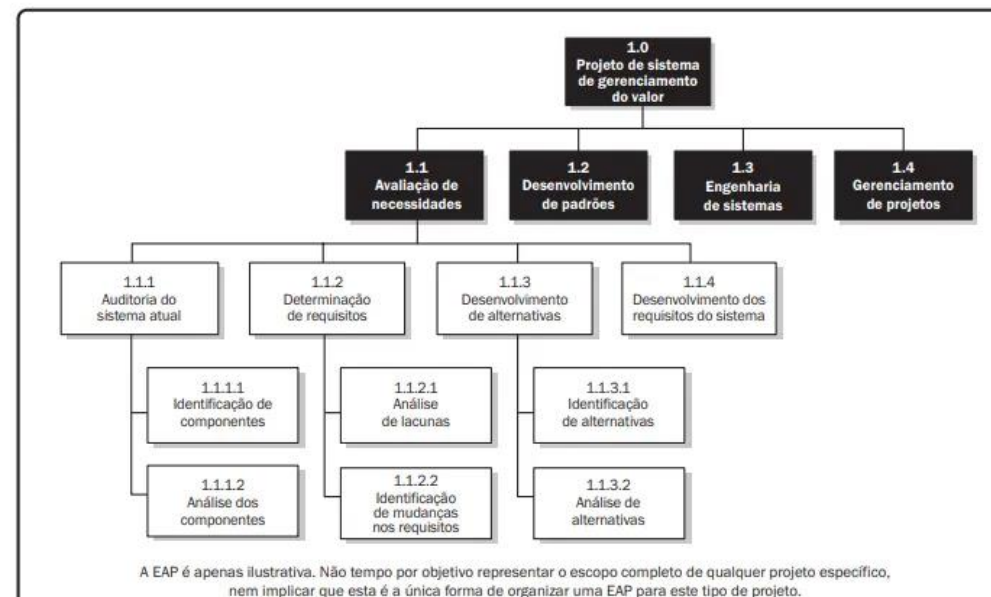 1.0
Projeto de sistema
de gerenciamento
do valor
1.1
Avaliação de
necessidades
1.2
Desenvolvimento
de padrões
1.3
Engenharia
de sistemas
1.4
Gerenciamento
de projetos
1.1.1
Auditoria do
sistema atual
1.1.2
Determinação
de requisitos
1.1.3
Desenvolvimento
de alternativas
1.1.4
Desenvolvimento dos
requisitos do sistema
1.1.1.1
Identificação de
componentes
1.1.2.1
Análise
de lacunas
1.1.3.1
Identificação
de alternativas
1.1.1.2
Análise dos
componentes
1.1.2.2
Identificação
de mudanças
nos requisitos
1.1.3.2
Análise de
alternativas
A EAP é apenas ilustrativa. Não tempo por objetivo representar o escopo completo de qualquer projeto específico,
nem implicar que esta é a única forma de organizar uma EAP para este tipo de projeto.